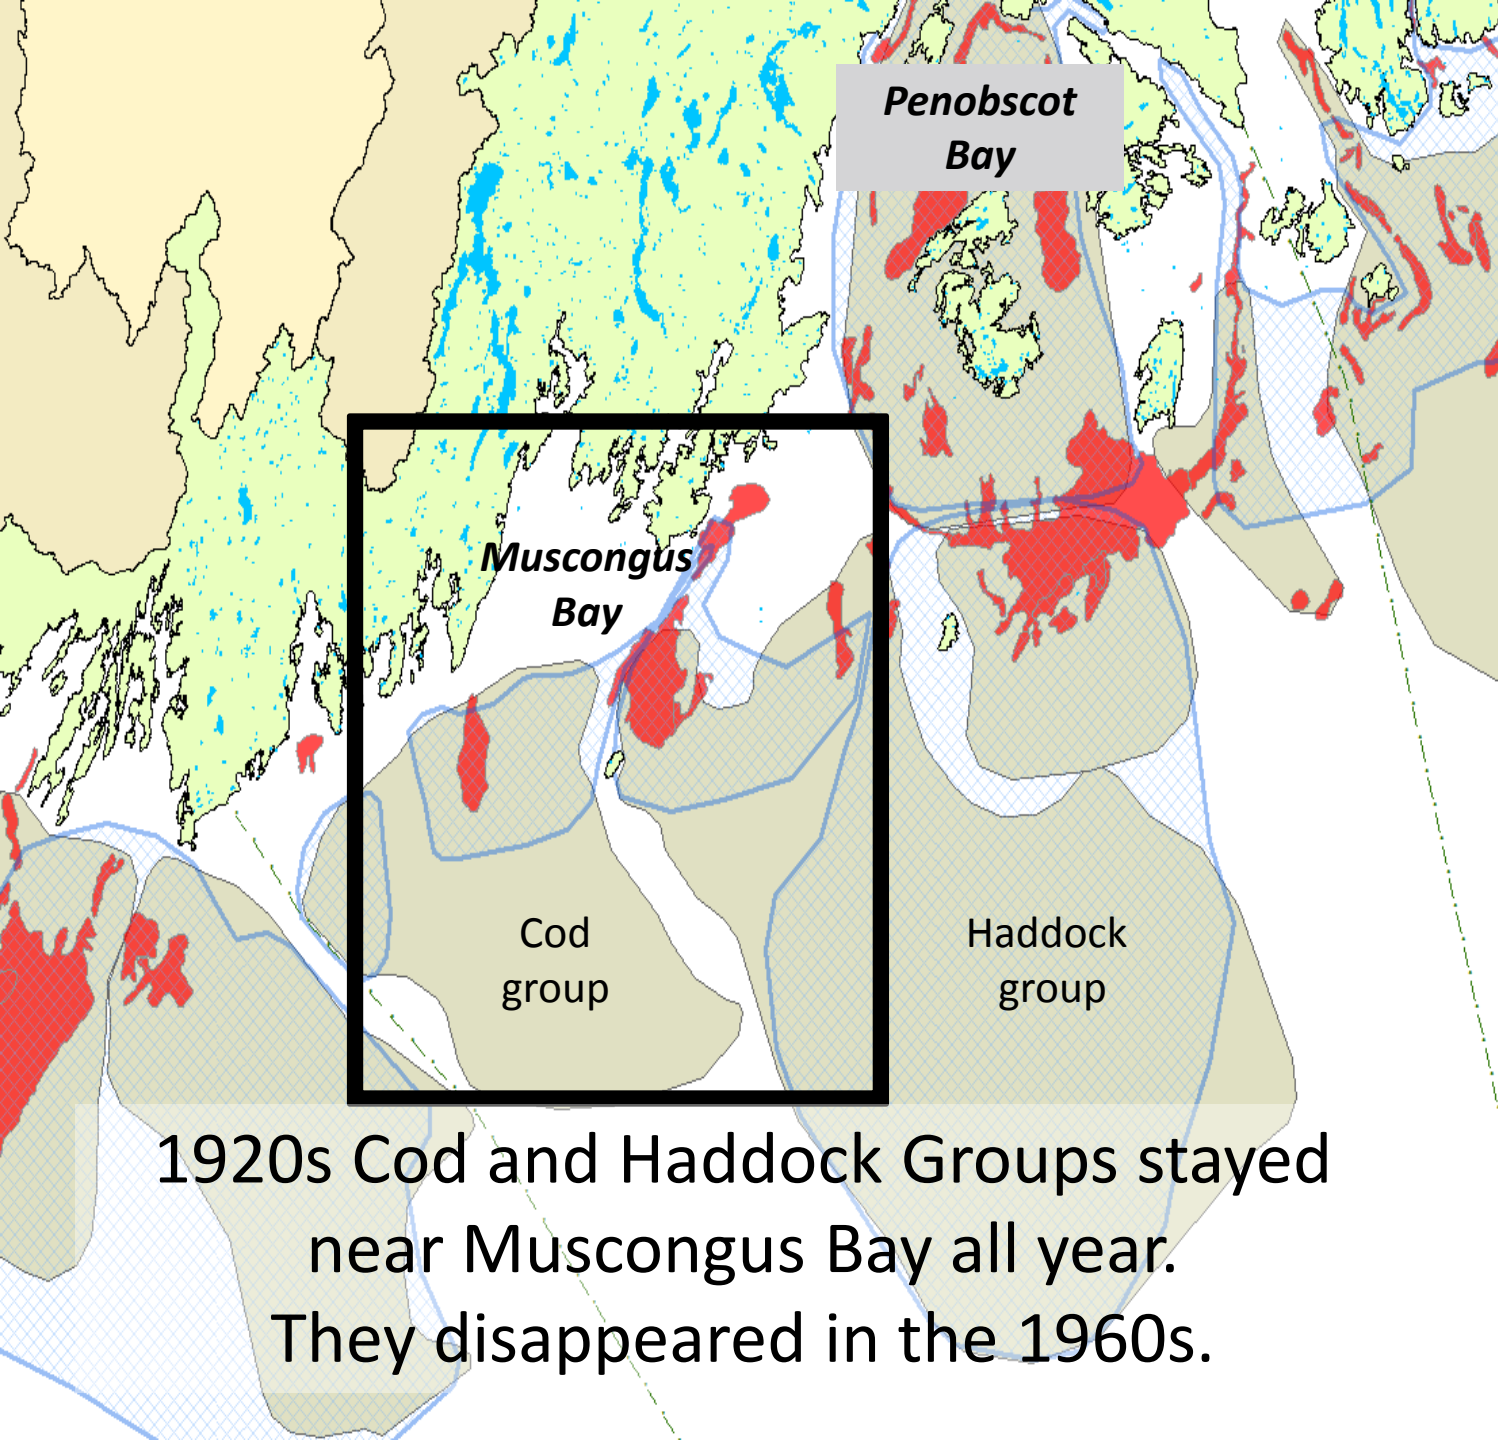 Penobscot
Bay
Muscongus
Bay
Cod
group
Haddock
group
1920s Cod and Haddock Groups stayed
near Muscongus Bay all year.
They disappeared in the 1960s.